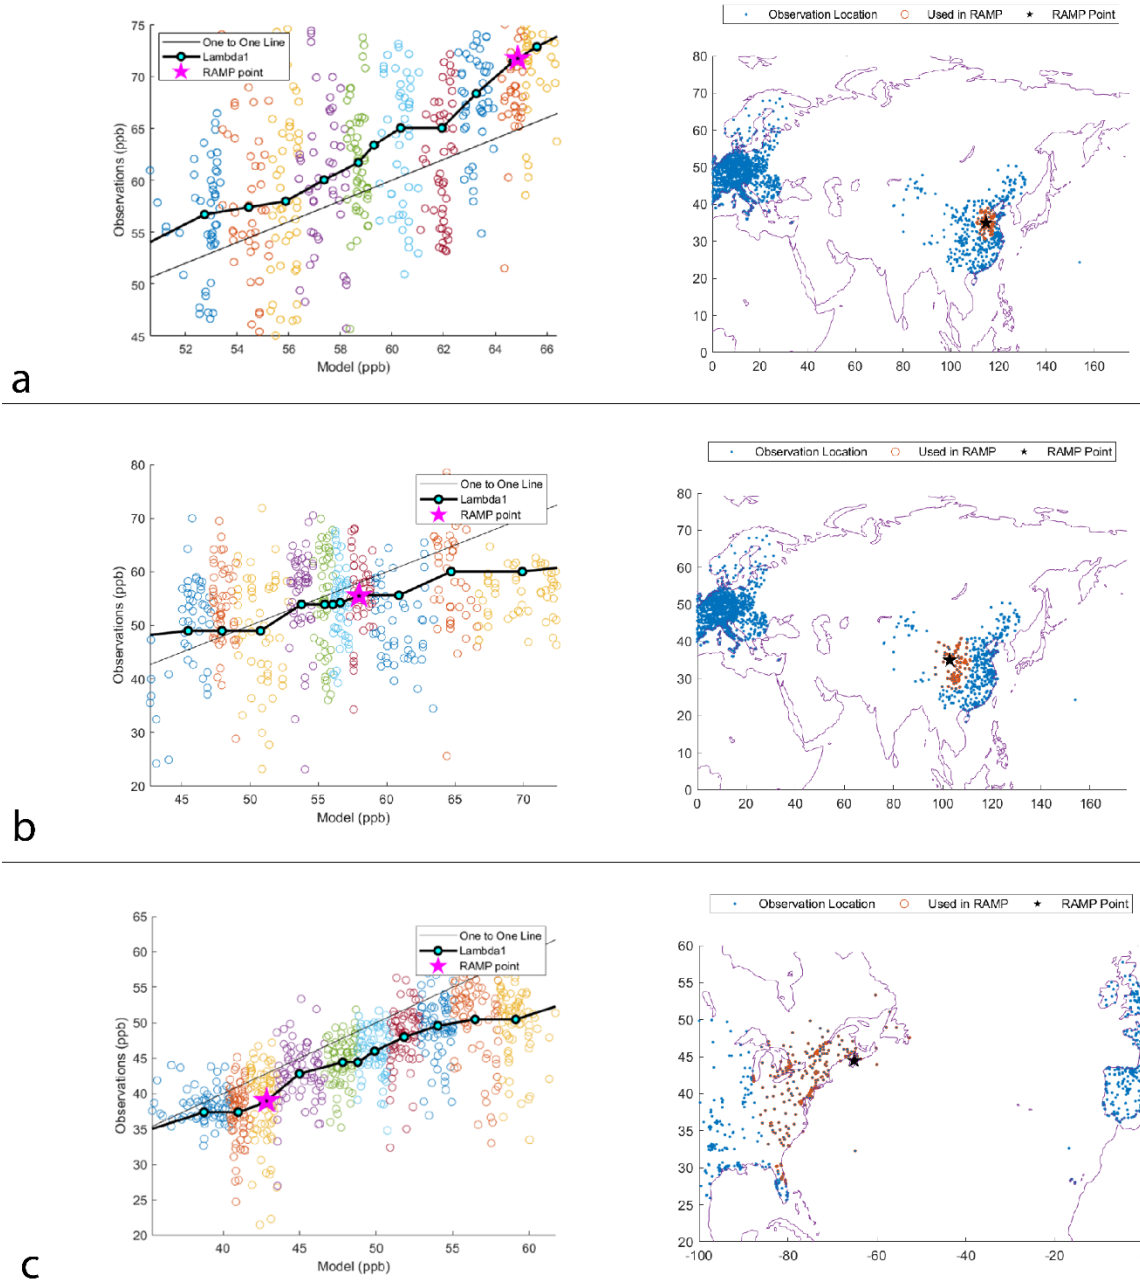 Observation Location Used in RAMP RAMP Point
75
70
65
60
55
50
45
One to One Line
Lambda1
RAMP point
Observations (ppb)
52 54 56 58 60 62 64 66
Model (ppb)
80
70
60
50
40
30
20
10
0
0 20 40 60 80 100 120 140 160
a
Observation Location Used in RAMP RAMP Point
80
70
60
50
40
30
20
One to One Line
Lambda1
RAMP point
Observations (ppb)
45 50 55 60 65 70
Model (ppb)
80
70
60
50
40
30
20
10
0
0 20 40 60 80 100 120 140 160
b
Observation Location Used in RAMP RAMP Point
65
60
55
50
45
40
35
30
25
20
One to One Line
Lambda1
RAMP point
Observations (ppb)
40 45 50 55 60
Model (ppb)
60
55
50
45
40
35
30
25
20
-100 -80 -60 -40 -20
c